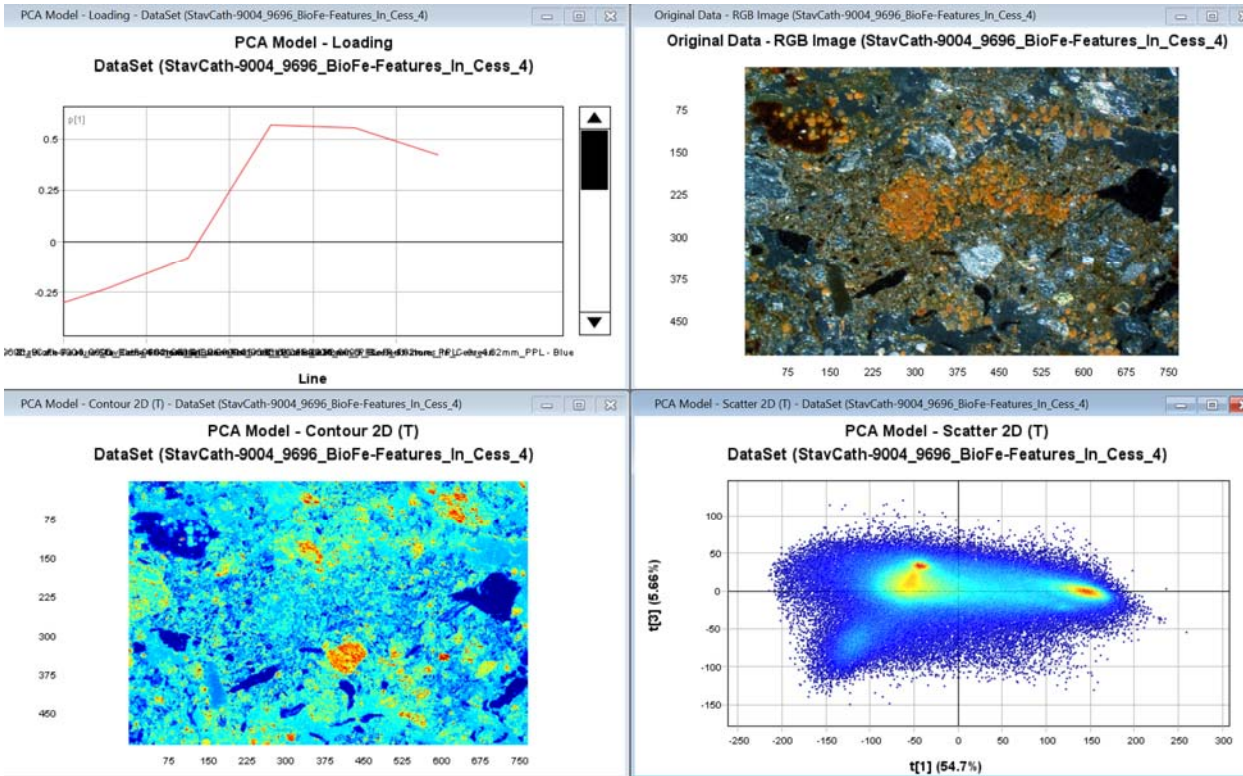 PCA Model - Loading - DataSet (StavCath-9004_9696_BioFe-Features_In_Cess_4)
PCA Model - Loading
DataSet (StavCath-9004_9696_BioFe-Features_In_Cess_4)
p[1]
0.5
0.25
0
-0.25
02mm_PPL - Blue
Line
Original Data - RGB Image (StavCath-9004_9696_BioFe-Features_In_Cess_4)
Original Data - RGB Image (StavCath-9004_9696_BioFe-Features_In_Cess_4)
75
150
225
300
375
450
75 150 225 300 375 450 525 600 675 750
PCA Model - Contour 2D (T) - DataSet (StavCath-9004_9696_BioFe-Features_In_Cess_4)
PCA Model - Contour 2D (T)
DataSet (StavCath-9004_9696_BioFe-Features_In_Cess_4)
75
150
225
300
375
450
75 150 225 300 375 450 525 600 675 750
PCA Model - Scatter 2D (T) - DataSet (StavCath-9004_9696_BioFe-Features_In_Cess_4)
PCA Model - Scatter 2D (T)
DataSet (StavCath-9004_9696_BioFe-Features_In_Cess_4)
t[3] (5.66%)
100
50
0
-50
-100
-150
-250 -200 -150 -100 -50 0 50 100 150 200 250 300
t[1] (54.7%)